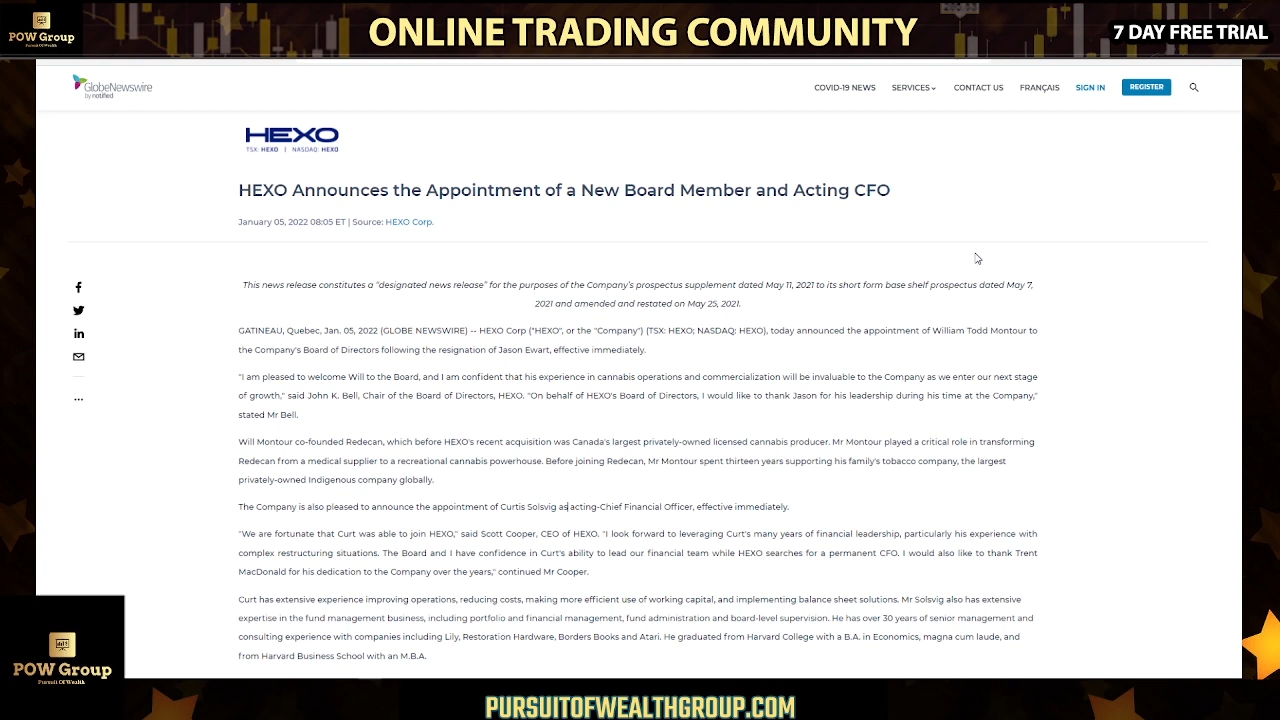 POW Group
Pursuit Of Wealth
ONLINE TRADING COMMUNITY
7 DAY FREE TRIAL
GlobeNewswire
by notified
COVID-19 NEWS SERVICES CONTACT US FRANÇAIS SIGN IN REGISTER
HEXO
TSX: HEXO | NASDAQ: HEXO
HEXO Announces the Appointment of a New Board Member and Acting CFO
January 05, 2022 08:05 ET | Source: HEXO Corp.
This news release constitutes a "designated news release" for the purposes of the Company's prospectus supplement dated May 11, 2021 to its short form base shelf prospectus dated May 7,
2021 and amended and restated on May 25, 2021.
GATINEAU, Quebec, Jan. 05, 2022 (GLOBE NEWSWIRE) -- HEXO Corp ("HEXO", or the "Company") (TSX: HEXO; NASDAQ: HEXO), today announced the appointment of William Todd Montour to
the Company's Board of Directors following the resignation of Jason Ewart, effective immediately.
"I am pleased to welcome Will to the Board, and I am confident that his experience in cannabis operations and commercialization will be invaluable to the Company as we enter our next stage
of growth," said John K. Bell, Chair of the Board of Directors, HEXO. "On behalf of HEXO's Board of Directors, I would like to thank Jason for his leadership during his time at the Company,"
stated Mr Bell.
Will Montour co-founded Redecan, which before HEXO's recent acquisition was Canada's largest privately-owned licensed cannabis producer. Mr Montour played a critical role in transforming
Redecan from a medical supplier to a recreational cannabis powerhouse. Before joining Redecan, Mr Montour spent thirteen years supporting his family's tobacco company, the largest
privately-owned Indigenous company globally.
The Company is also pleased to announce the appointment of Curtis Solsvig as acting-Chief Financial Officer, effective immediately.
"We are fortunate that Curt was able to join HEXO," said Scott Cooper, CEO of HEXO. "I look forward to leveraging Curt's many years of financial leadership, particularly his experience with
complex restructuring situations. The Board and I have confidence in Curt's ability to lead our financial team while HEXO searches for a permanent CFO. I would also like to thank Trent
MacDonald for his dedication to the Company over the years," continued Mr Cooper.
Curt has extensive experience improving operations, reducing costs, making more efficient use of working capital, and implementing balance sheet solutions. Mr Solsvig also has extensive
expertise in the fund management business, including portfolio and financial management, fund administration and board-level supervision. He has over 30 years of senior management and
consulting experience with companies including Lily, Restoration Hardware, Borders Books and Atari. He graduated from Harvard College with a B.A. in Economics, magna cum laude, and
from Harvard Business School with an M.B.A.
POW Group
Pursuit Of Wealth
PURSUITOFWEALTHGROUP.COM